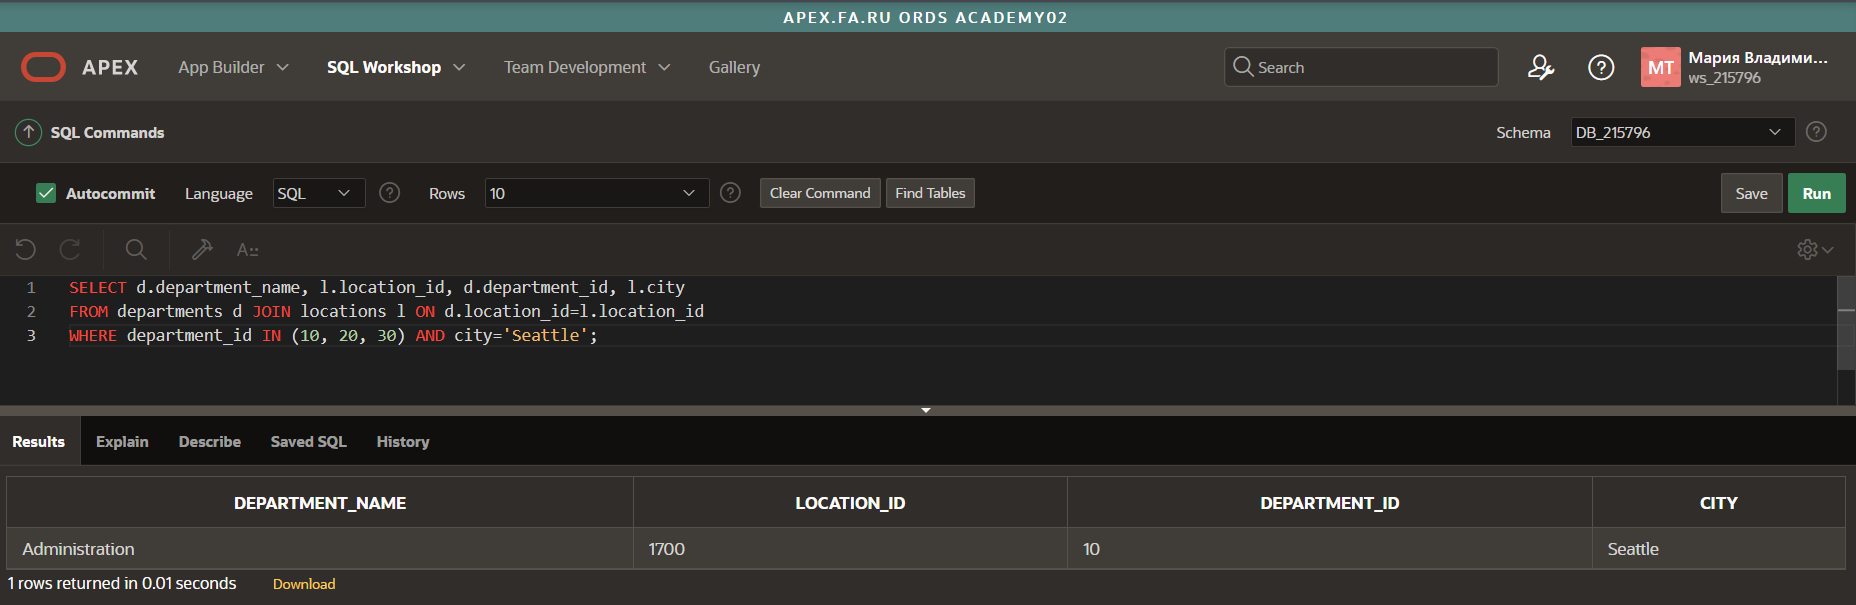 APEX.FA.RU ORDS ACADEMY02
APEX App Builder SQL Workshop Team Development Gallery Search ? MT Мария Владими...
ws_215796
SQL Commands Schema DB_215796 ?
Autocommit Language SQL ? Rows 10 ? Clear Command Find Tables Save Run
A
1 SELECT d.department_name, l.location_id, d.department_id, l.city
2 FROM departments d JOIN locations l ON d.location_id=l.location_id
3 WHERE department_id IN (10, 20, 30) AND city='Seattle';
Results Explain Describe Saved SQL History
DEPARTMENT_NAME LOCATION_ID DEPARTMENT_ID CITY
Administration 1700 10 Seattle
1 rows returned in 0.01 seconds Download